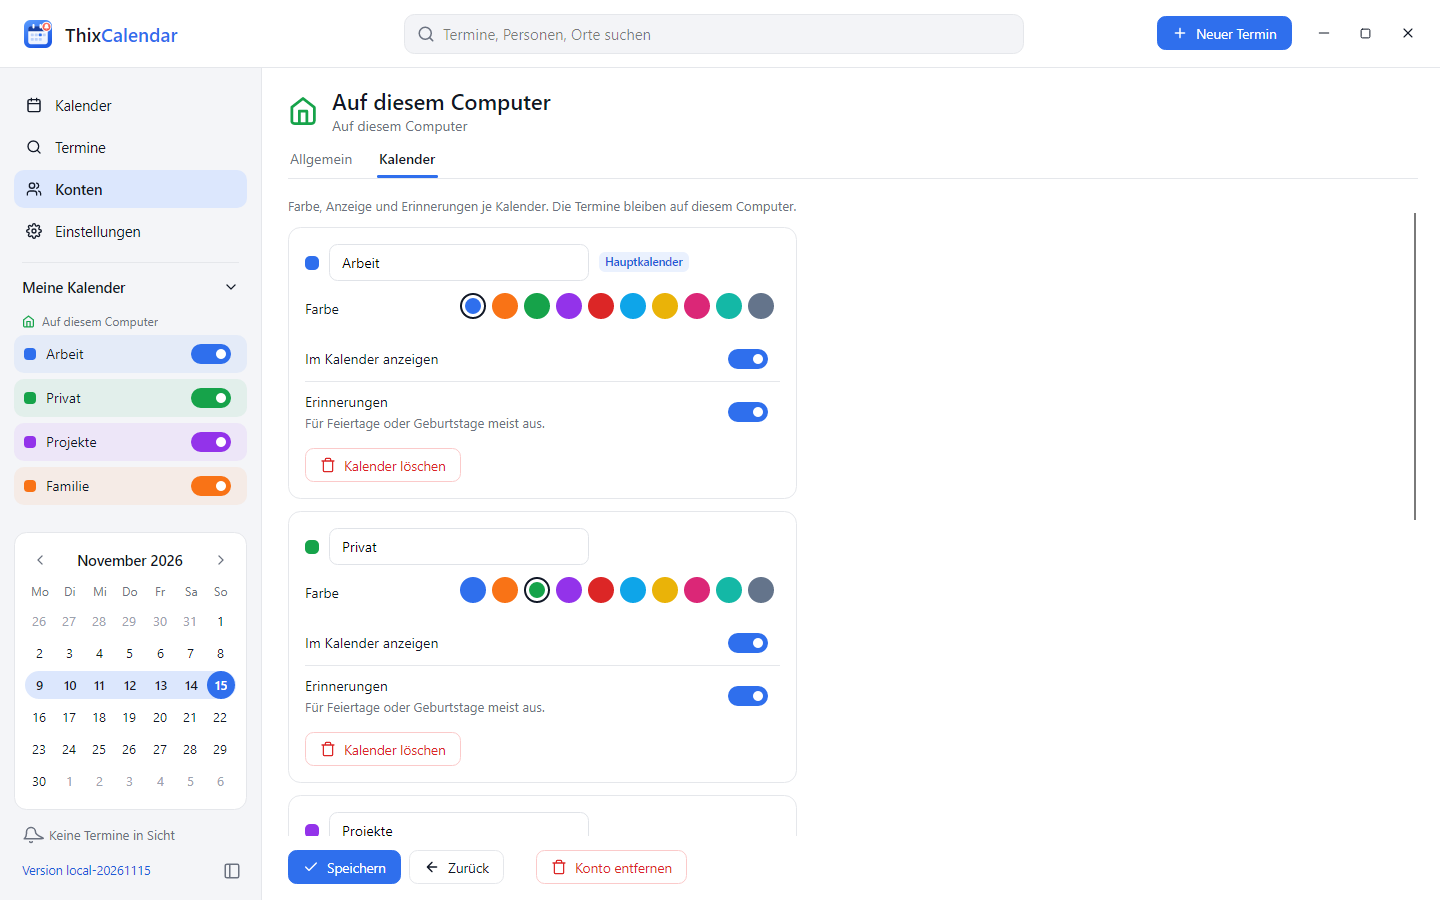 ThixCalendar
Termine, Personen, Orte suchen
Neuer Termin
Kalender
Termine
Konten
Einstellungen
Meine Kalender
Auf diesem Computer
Arbeit
Privat
Projekte
Familie
November 2026
Mo Di Mi Do Fr Sa So
26 27 28 29 30 31 1
2 3 4 5 6 7 8
9 10 11 12 13 14 15
16 17 18 19 20 21 22
23 24 25 26 27 28 29
30 1 2 3 4 5 6
Keine Termine in Sicht
Version local-20261115
Auf diesem Computer
Auf diesem Computer
Allgemein Kalender
Farbe, Anzeige und Erinnerungen je Kalender. Die Termine bleiben auf diesem Computer.
Arbeit Hauptkalender
Farbe
Im Kalender anzeigen
Erinnerungen
Für Feiertage oder Geburtstage meist aus.
Kalender löschen
Privat
Farbe
Im Kalender anzeigen
Erinnerungen
Für Feiertage oder Geburtstage meist aus.
Kalender löschen
Projekte
Speichern Zurück Konto entfernen